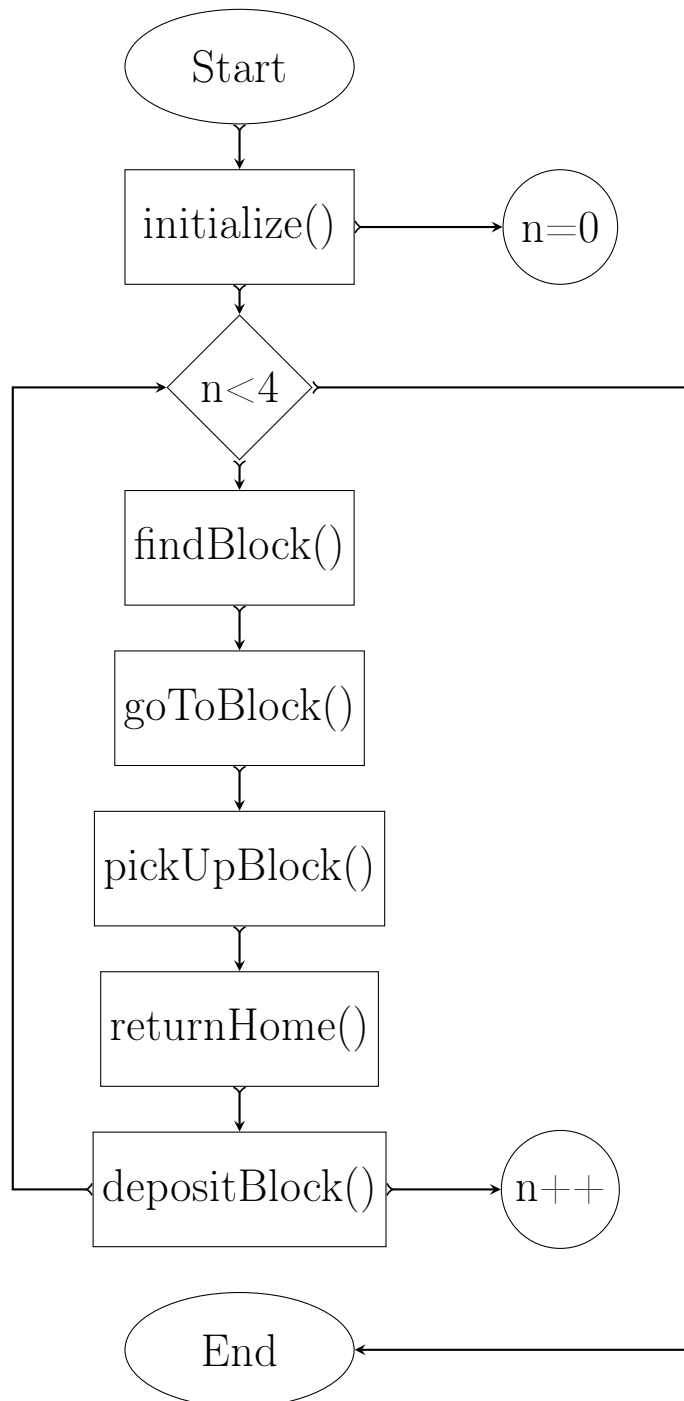 Start
initialize()
n=0
n<4
findBlock()
goToBlock()
pickUpBlock()
returnHome()
depositBlock()
n++
End